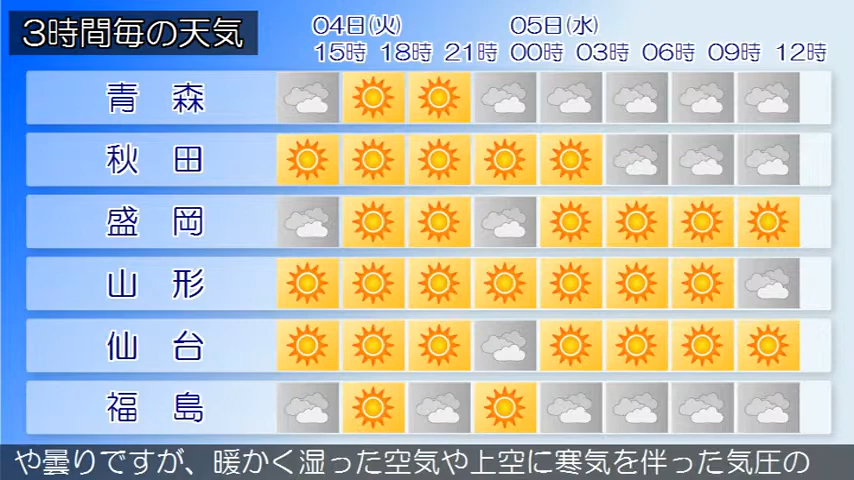 3時間毎の天気
04日(火) 05日(水)
15時 18時 21時 00時 03時 06時 09時 12時
青 森
秋 田
盛 岡
山 形
仙 台
福 島
や曇りですが、暖かく湿った空気や上空に寒気を伴った気圧の